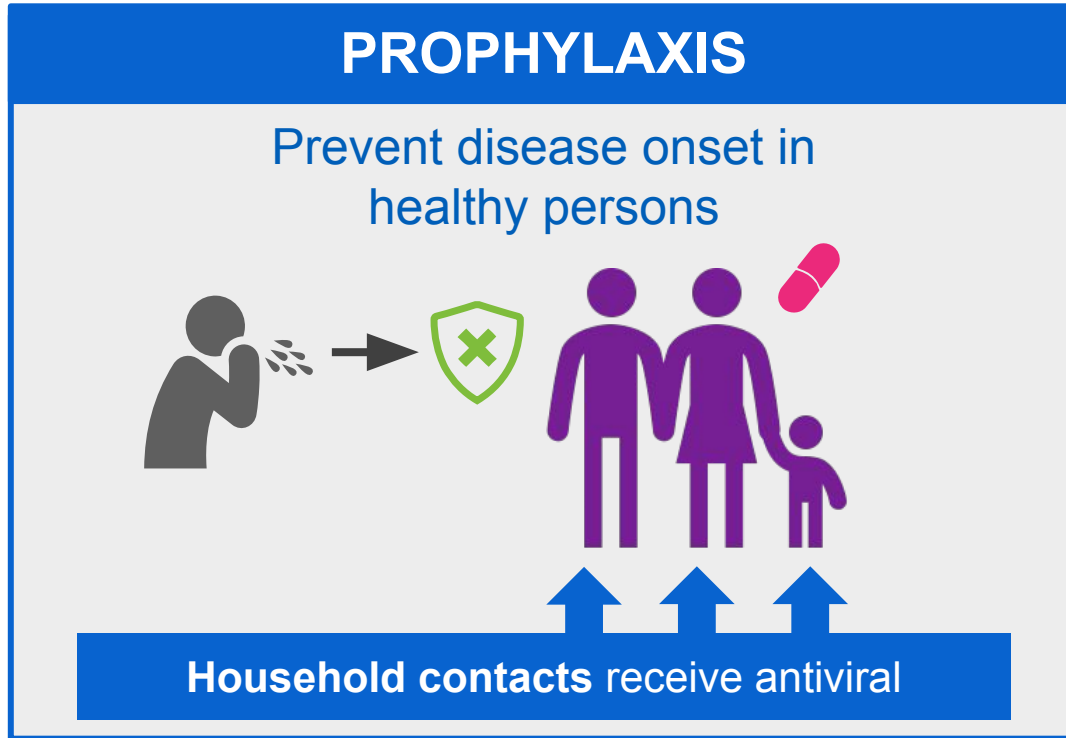 PROPHYLAXIS
Prevent disease onset in
healthy persons
Household contacts receive antiviral